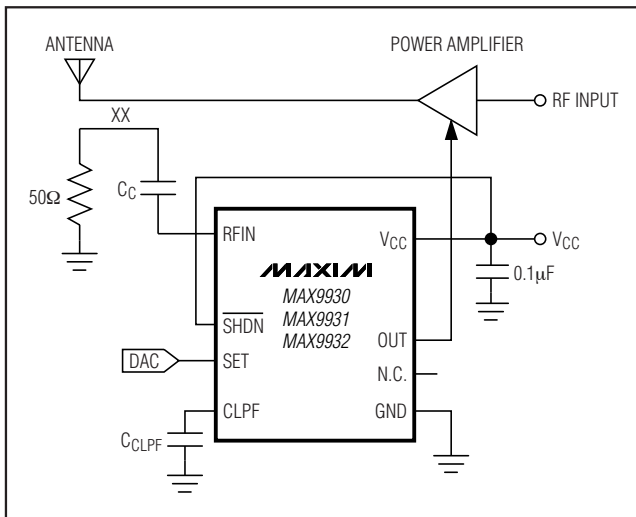 ANTENNA
POWER AMPLIFIER
RF INPUT
XX
50Ω
CC
RFIN
VCC
VCC
0.1µF
MAXIM
MAX9930
MAX9931
MAX9932
SHDN
OUT
DAC
SET
N.C.
CLPF
GND
CCLPF